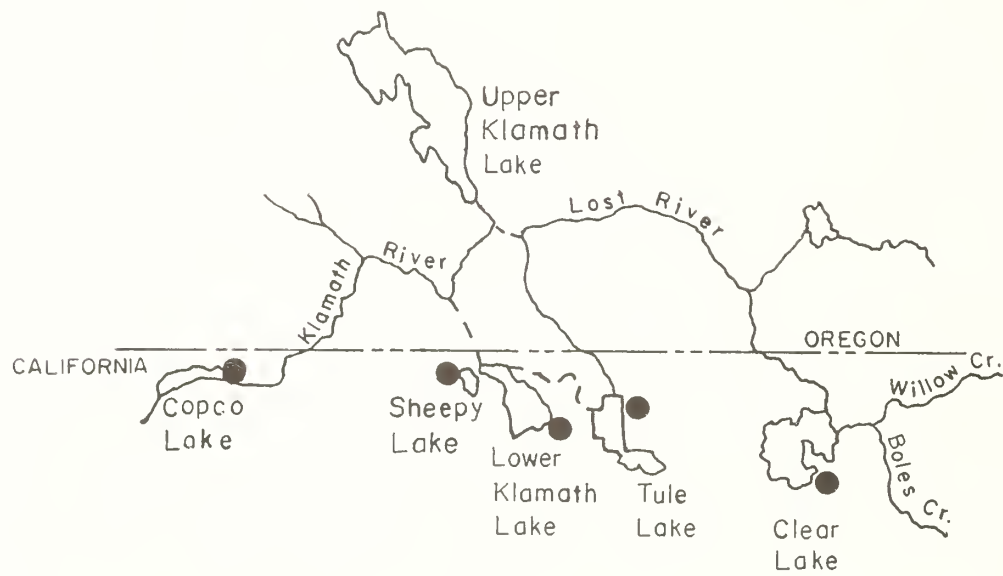 Upper
Klamath
Lake
Lost River
River
Klamath
OREGON
CALIFORNIA
Willow Cr.
Copco
Lake
Sheepy
Lake
Lower
Klamath
Lake
Tule
Lake
Boles Cr.
Clear
Lake